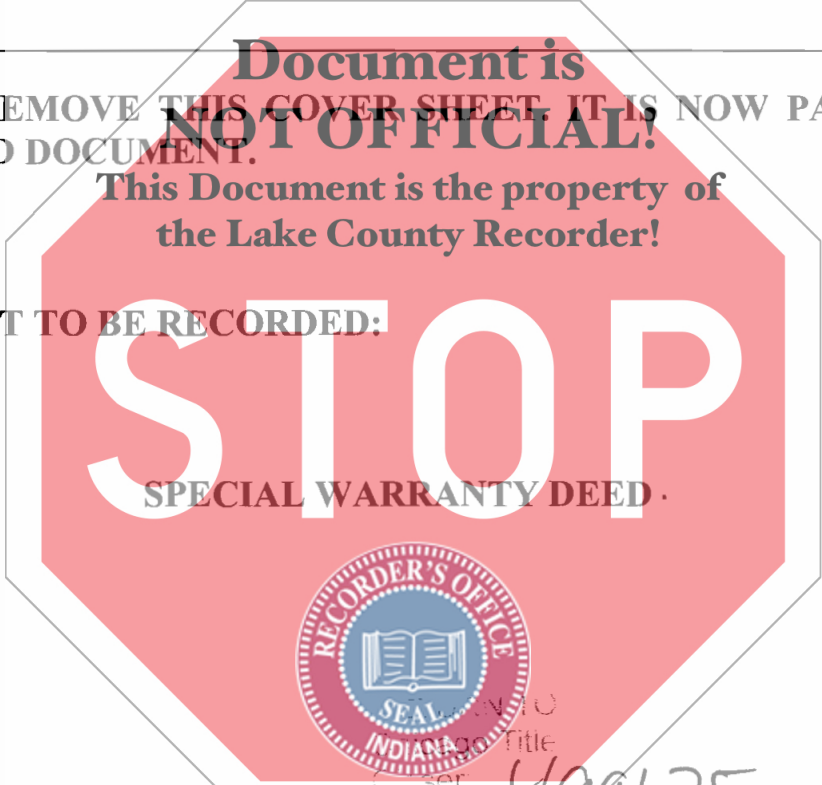 Document is
EMOVE THIS COVER SHEET. IT IS NOW PA
NOT OFFICIAL!
D DOCUMENT.
This Document is the property of
the Lake County Recorder!
T TO BE RECORDED:
STOP
SPECIAL WARRANTY DEED
RECORDER'S OFFICE
SEAL
INDIANA
TO
Title